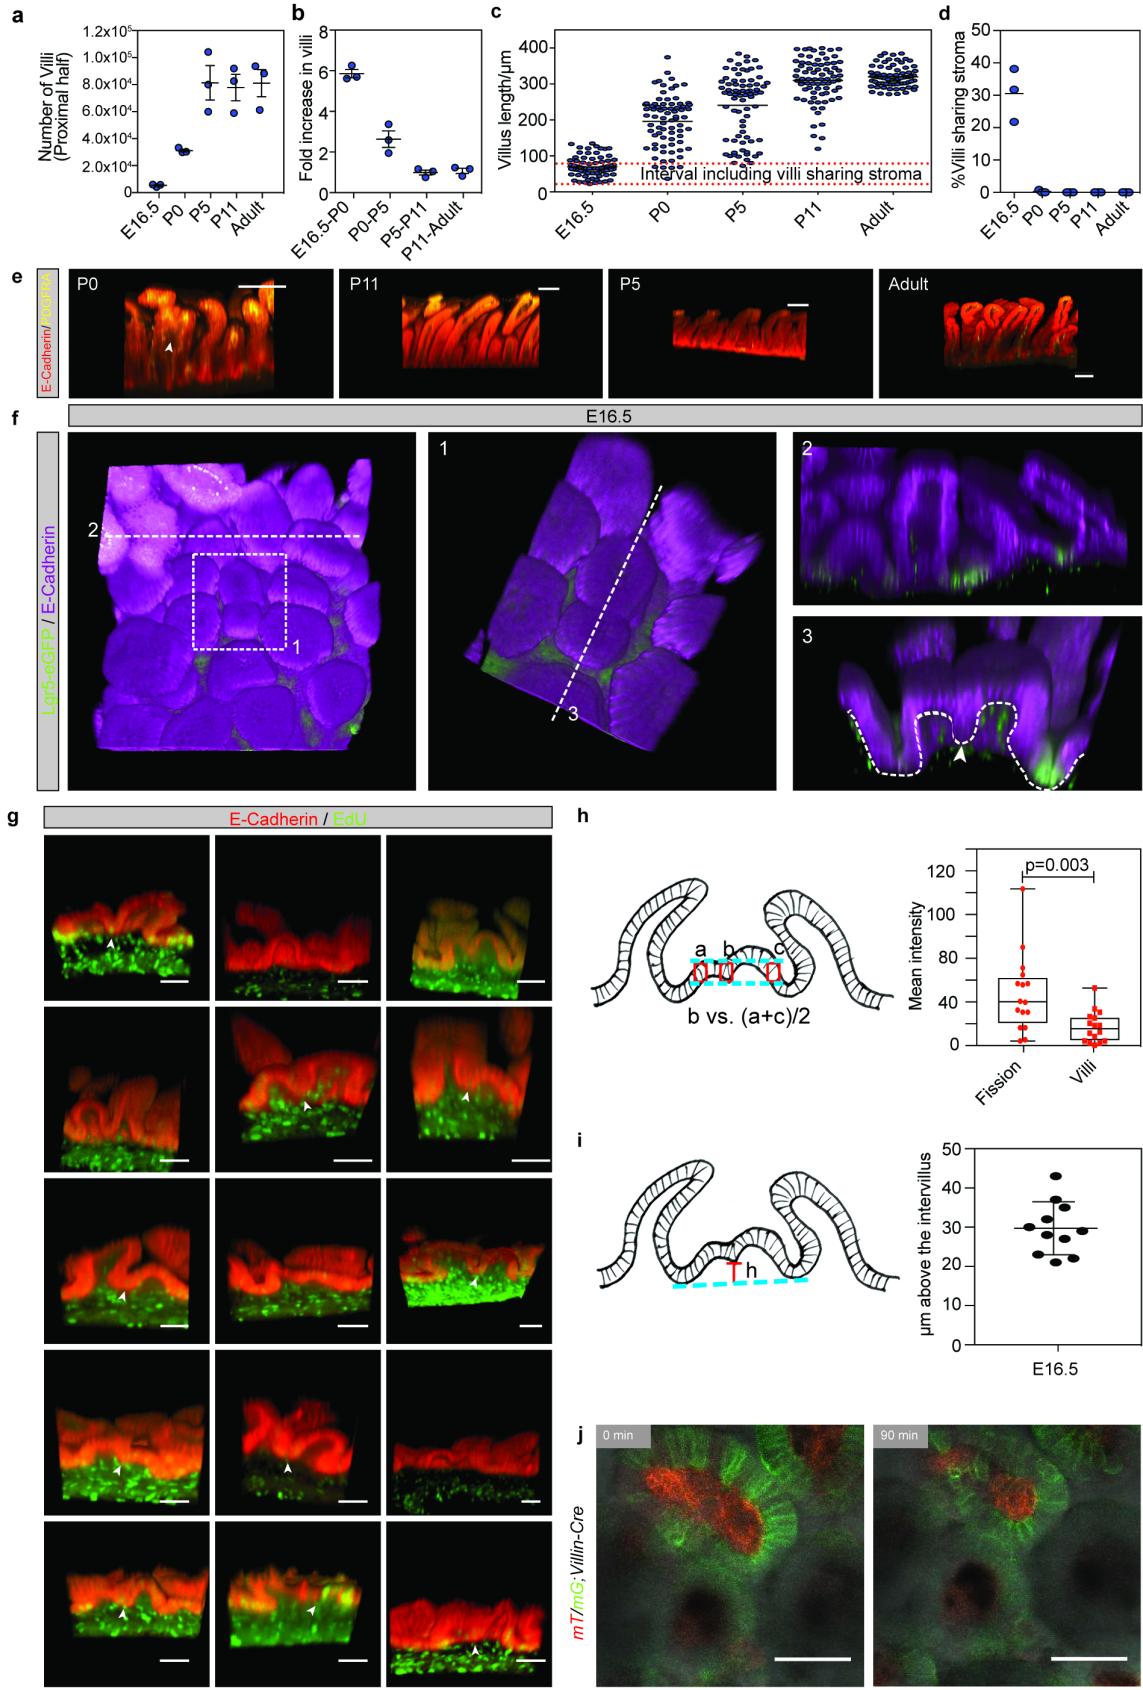 a
Number of Villi
(Proximal half)
1.2x10⁵
1.0x10⁵
8.0x10⁴
6.0x10⁴
4.0x10⁴
2.0x10⁴
0
E16.5
P0
P5
P11
Adult
b
Fold increase in villi
8
6
4
2
0
E16.5-P0
P0-P5
P5-P11
P11-Adult
c
Villus length/µm
400
300
200
100
0
Interval including villi sharing stroma
E16.5
P0
P5
P11
Adult
d
%Villi sharing stroma
50
40
30
20
10
0
E16.5
P0
P5
P11
Adult
e
E-Cadherin/PDGFRA
P0
P11
P5
Adult
f
E16.5
Lgr5-eGFP / E-Cadherin
2
1
1
3
2
3
g
E-Cadherin / EdU
h
a b c
b vs. (a+c)/2
Mean intensity
120
100
80
60
40
20
0
p=0.003
Fission
Villi
i
h
µm above the intervillus
50
40
30
20
10
0
E16.5
j
mT/mG;Villin-Cre
0 min
90 min